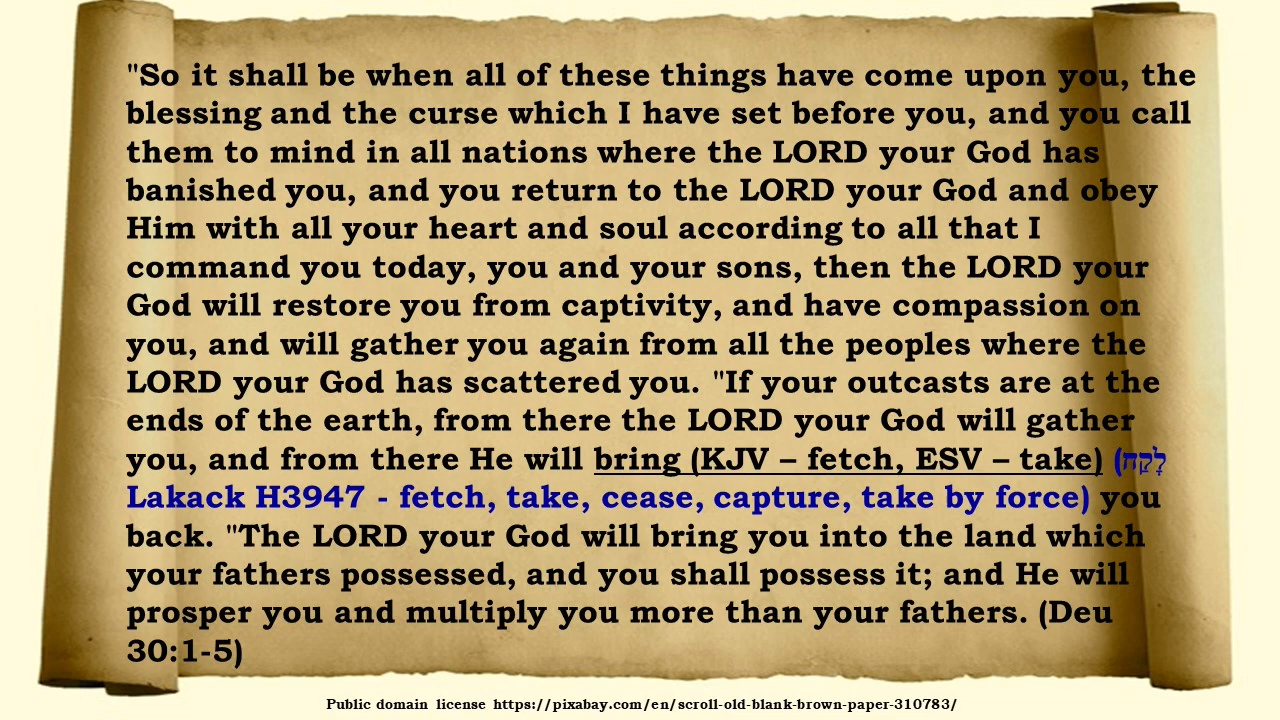 "So it shall be when all of these things have come upon you, the
blessing and the curse which I have set before you, and you call
them to mind in all nations where the LORD your God has
banished you, and you return to the LORD your God and obey
Him with all your heart and soul according to all that I
command you today, you and your sons, then the LORD your
God will restore you from captivity, and have compassion on
you, and will gather you again from all the peoples where the
LORD your God has scattered you. "If your outcasts are at the
ends of the earth, from there the LORD your God will gather
you, and from there He will bring (KJV – fetch, ESV – take) (לָקַח
Lakack H3947 - fetch, take, cease, capture, take by force) you
back. "The LORD your God will bring you into the land which
your fathers possessed, and you shall possess it; and He will
prosper you and multiply you more than your fathers. (Deu
30:1-5)
Public domain license https://pixabay.com/en/scroll-old-blank-brown-paper-310783/